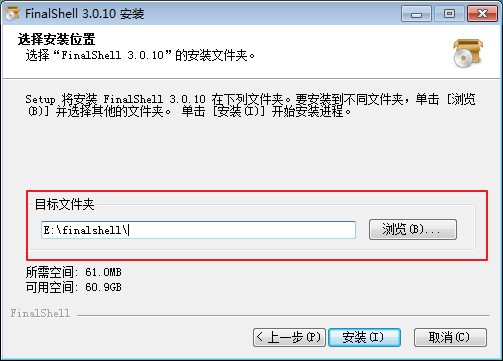 FinalShell 3.0.10 安装
选择安装位置
选择“FinalShell 3.0.10”的安装文件夹。
Setup 将安装 FinalShell 3.0.10 在下列文件夹。要安装到不同文件夹，单击 [浏览
(B)] 并选择其他的文件夹。 单击 [安装(I)] 开始安装进程。
目标文件夹
E:\finalshell\
浏览(B)...
所需空间: 61.0MB
可用空间: 60.9GB
FinalShell
< 上一步(P)
安装(I)
取消(C)